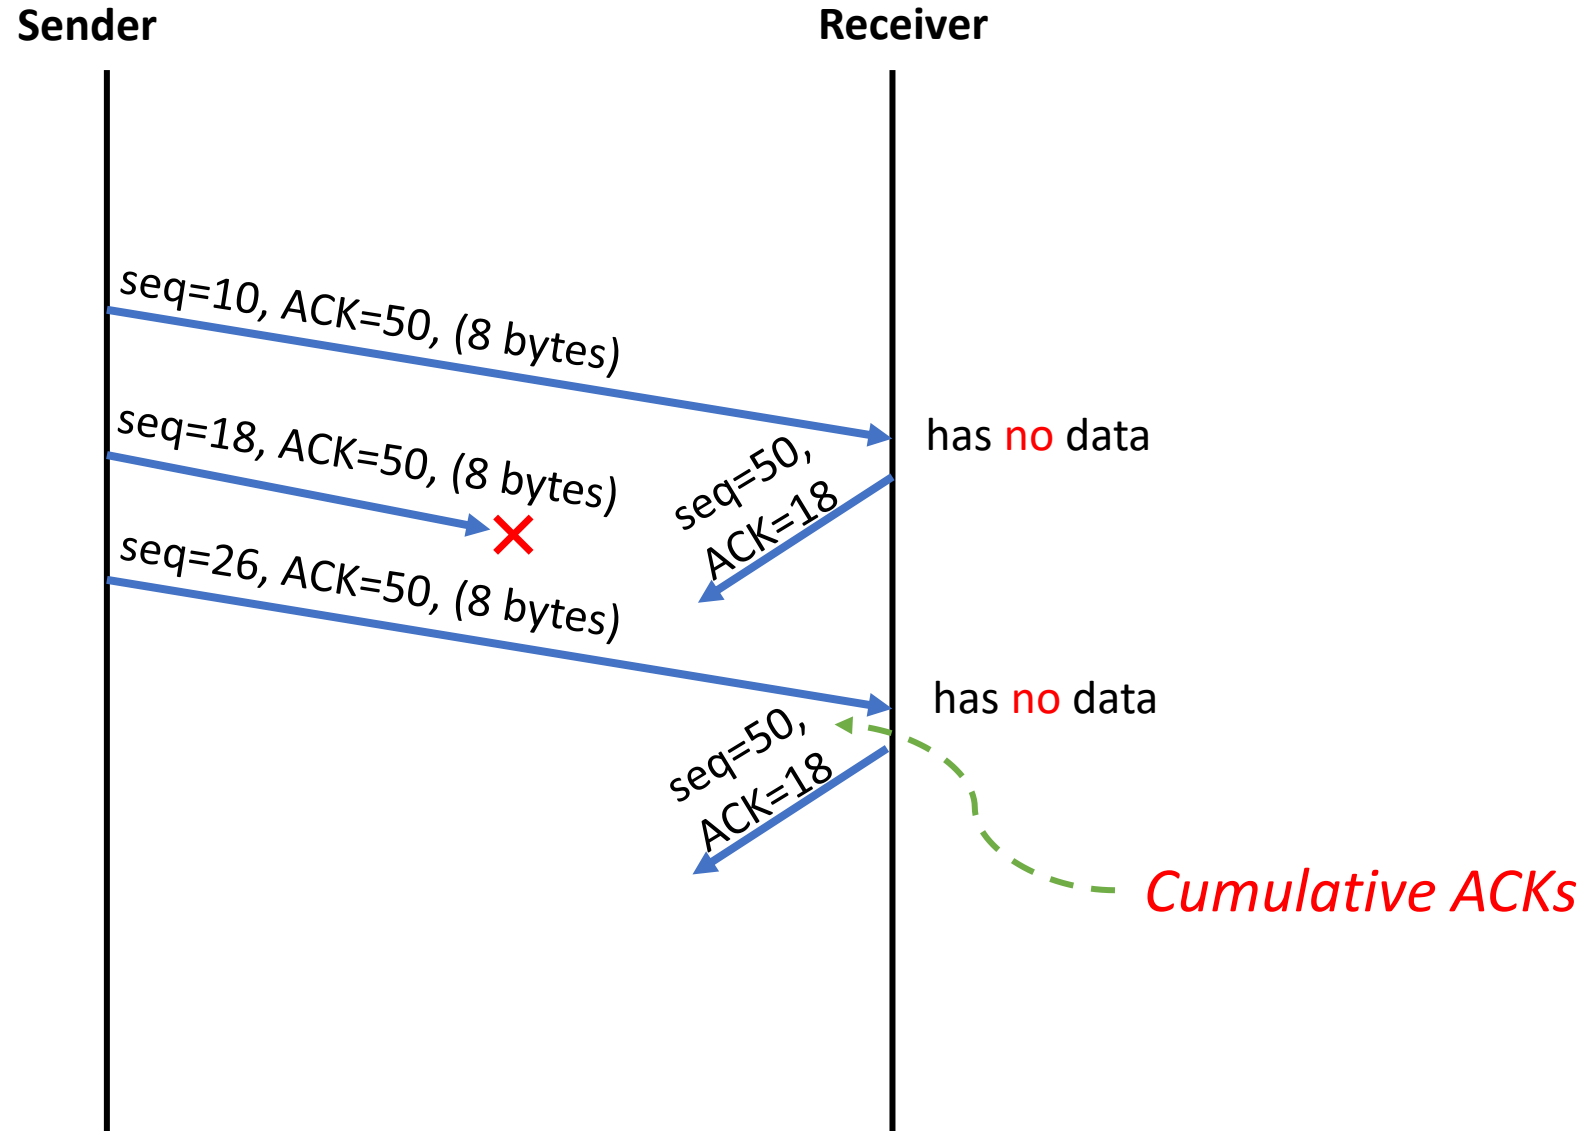 Sender
Receiver
seq=10, ACK=50, (8 bytes)
has no data
seq=18, ACK=50, (8 bytes)
seq=50,
ACK=18
seq=26, ACK=50, (8 bytes)
has no data
seq=50,
ACK=18
Cumulative ACKs